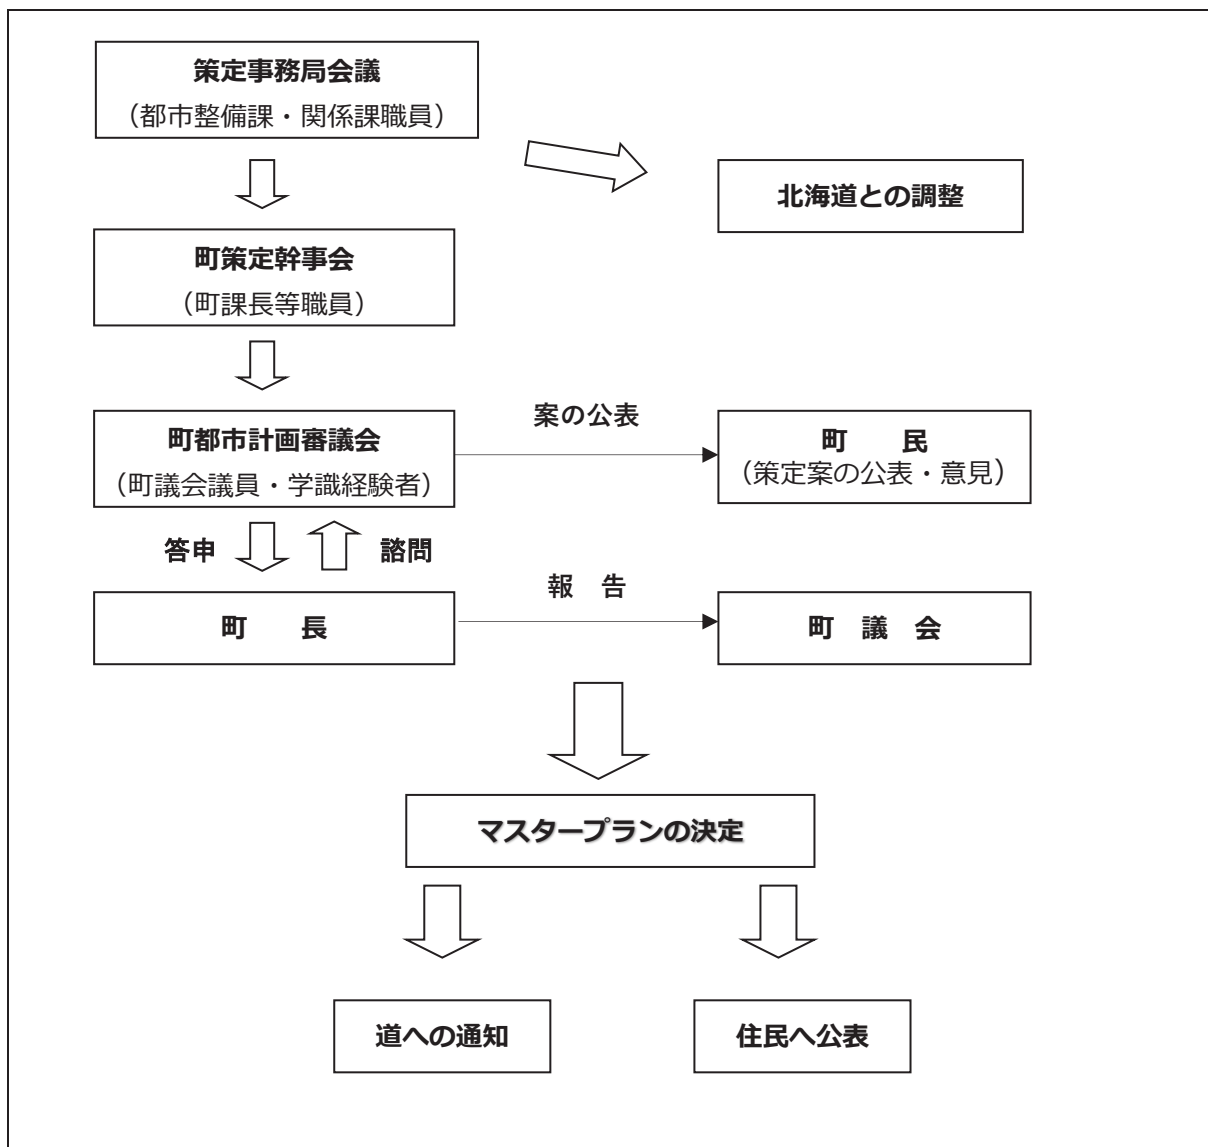 策定事務局会議
（都市整備課・関係課職員）
北海道との調整
町策定幹事会
（町課長等職員）
案の公表
町都市計画審議会
（町議会議員・学識経験者）
町　　民
（策定案の公表・意見）
答申
諮問
報　告
町　　長
町　議　会
マスタープランの決定
道への通知
住民へ公表